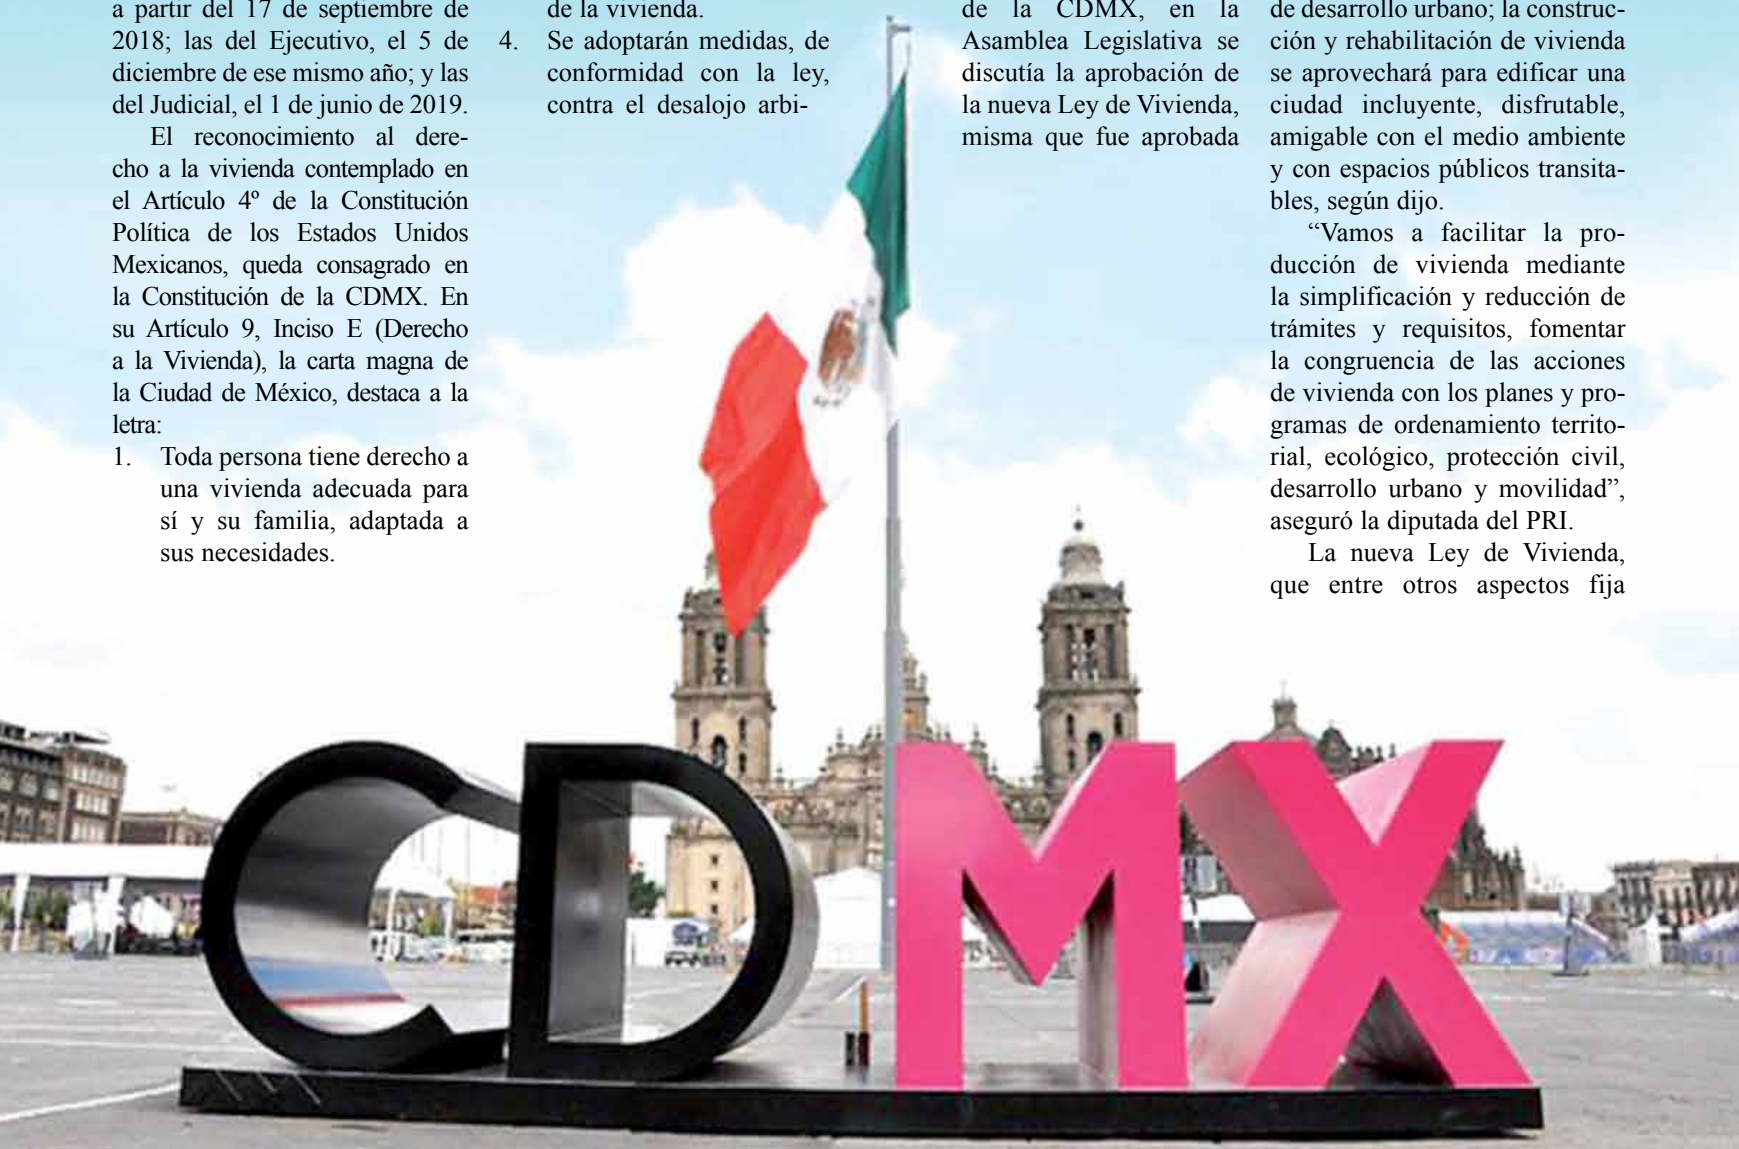 a partir del 17 de septiembre de
2018; las del Ejecutivo, el 5 de
diciembre de ese mismo año; y las
del Judicial, el 1 de junio de 2019.
El reconocimiento al dere-
cho a la vivienda contemplado en
el Artículo 4º de la Constitución
Política de los Estados Unidos
Mexicanos, queda consagrado en
la Constitución de la CDMX. En
su Artículo 9, Inciso E (Derecho
a la Vivienda), la carta magna de
la Ciudad de México, destaca a la
letra:
1. Toda persona tiene derecho a
una vivienda adecuada para
sí y su familia, adaptada a
sus necesidades.
de la vivienda.
4. Se adoptarán medidas, de
conformidad con la ley,
contra el desalojo arbi-
de la CDMX, en la
Asamblea Legislativa se
discutía la aprobación de
la nueva Ley de Vivienda,
misma que fue aprobada
de desarrollo urbano; la construc-
ción y rehabilitación de vivienda
se aprovechará para edificar una
ciudad incluyente, disfrutable,
amigable con el medio ambiente
y con espacios públicos transita-
bles, según dijo.
“Vamos a facilitar la pro-
ducción de vivienda mediante
la simplificación y reducción de
trámites y requisitos, fomentar
la congruencia de las acciones
de vivienda con los planes y pro-
gramas de ordenamiento territo-
rial, ecológico, protección civil,
desarrollo urbano y movilidad”,
aseguró la diputada del PRI.
La nueva Ley de Vivienda,
que entre otros aspectos fija
CDMX